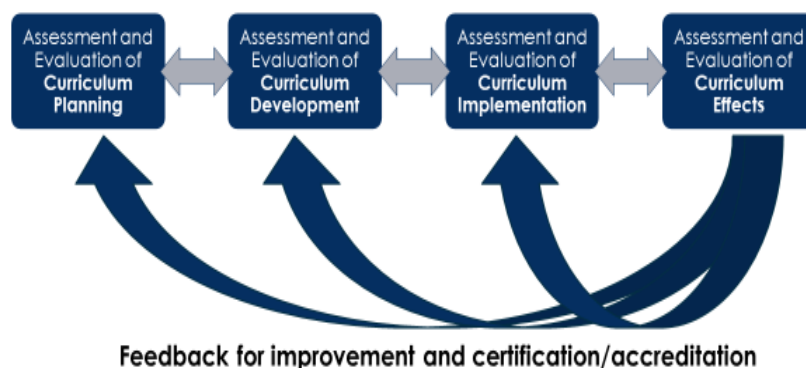 Assessment and
Evaluation of
Curriculum
Planning
Assessment and
Evaluation of
Curriculum
Development
Assessment and
Evaluation of
Curriculum
Implementation
Assessment and
Evaluation of
Curriculum
Effects
Feedback for improvement and certification/accreditation